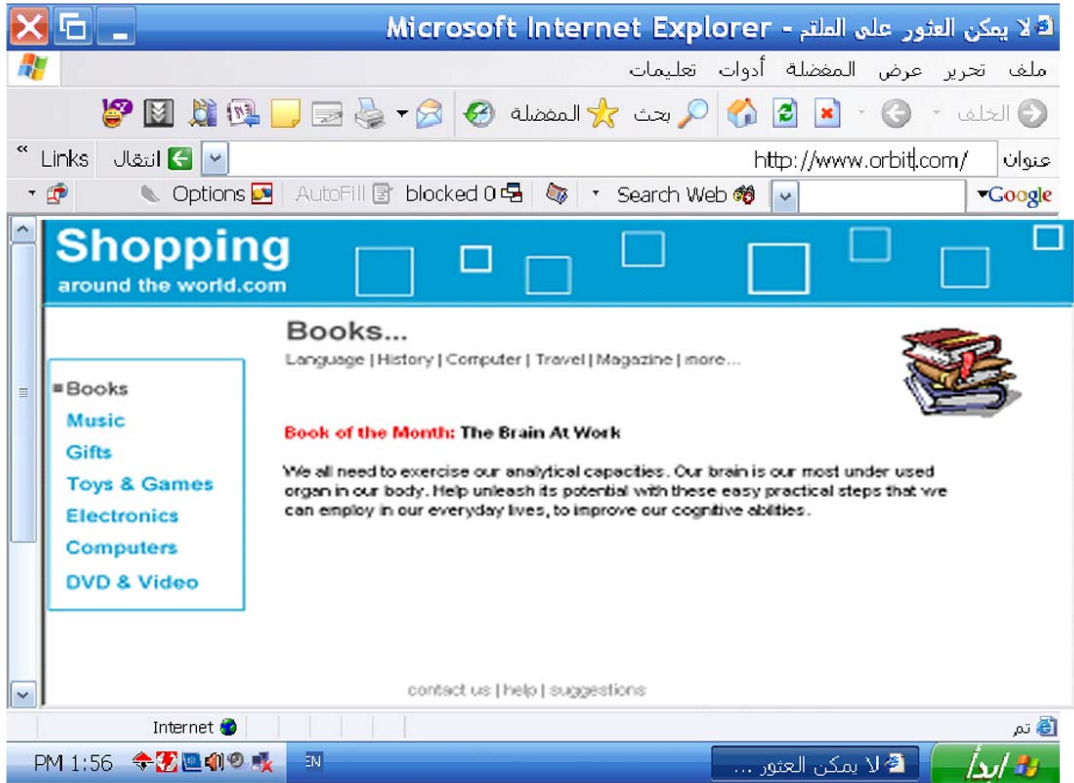 لا يمكن العثور على الملتم - Microsoft Internet Explorer
ملف تحرير عرض المفضلة أدوات تعليمات
الخلف بحث المفضلة
عنوان http://www.orbit.com/ انتقال Links »
Google Search Web 0 blocked AutoFill Options
Shopping
around the world.com
Books...
Language | History | Computer | Travel | Magazine | more...
Books
Music
Gifts
Toys & Games
Electronics
Computers
DVD & Video
Book of the Month: The Brain At Work
We all need to exercise our analytical capacities. Our brain is our most under used
organ in our body. Help unleash its potential with these easy practical steps that we
can employ in our everyday lives, to improve our cognitive abilities.
contact us | help | suggestions
تم Internet
ابدأ لا يمكن العثور ... EN 1:56 PM